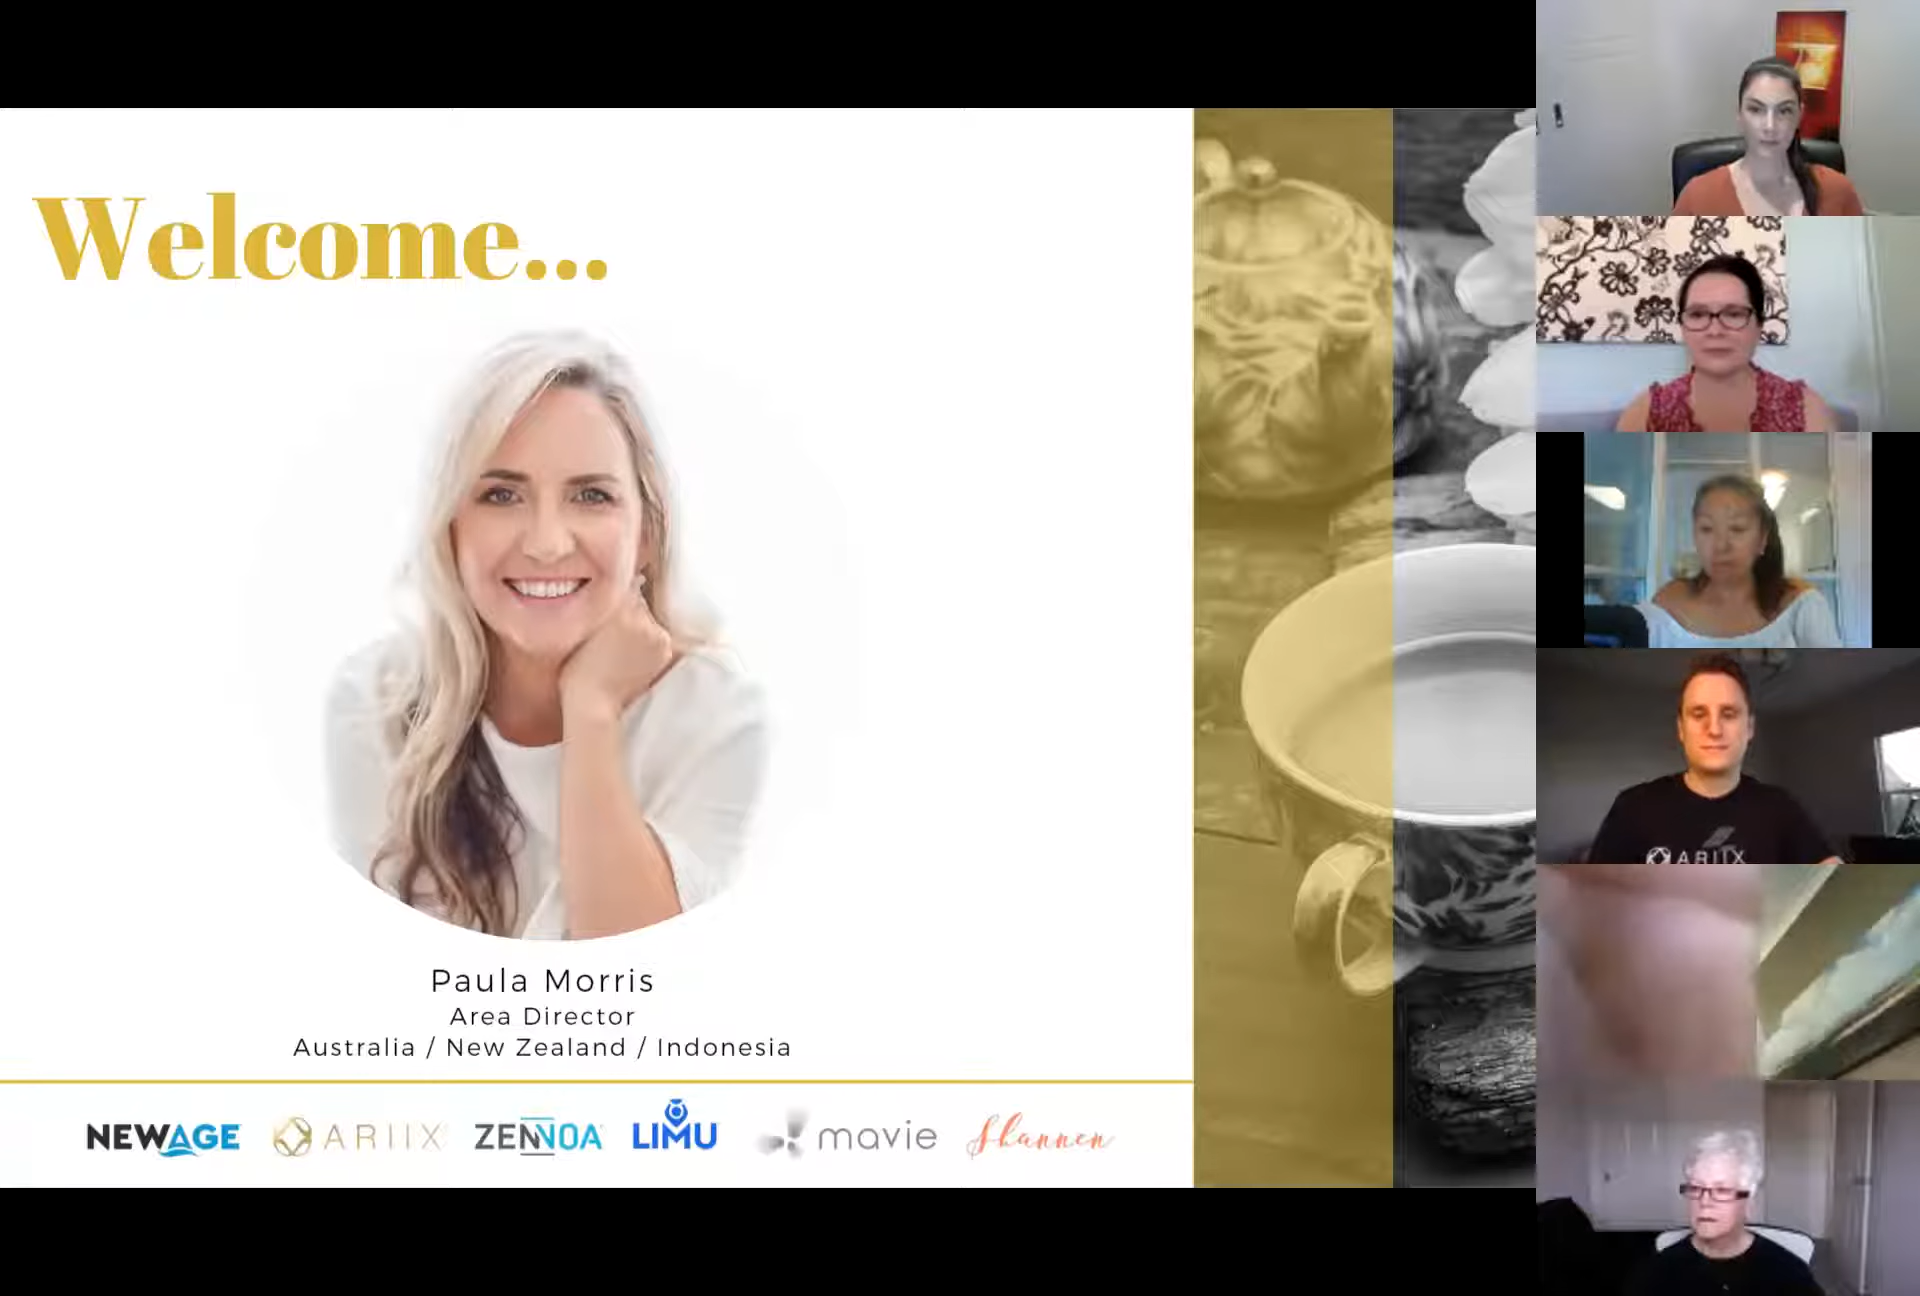 Welcome...
Paula Morris
Area Director
Australia / New Zealand / Indonesia
NEWAGE ARIIX ZENNOA LIMU mavie Shannen
ARIIX